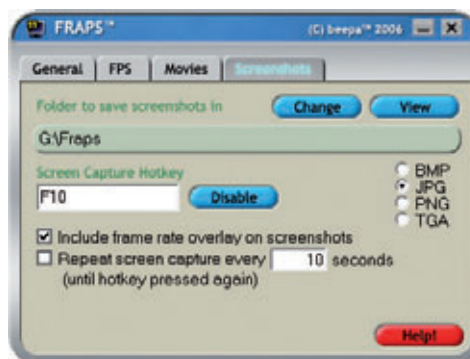 FRAPS™ (C) beepa™ 2006
General FPS Movies Screenshots
Folder to save screenshots in Change View
G:\Fraps
Screen Capture Hotkey
F10 Disable
BMP
JPG
PNG
TGA
Include frame rate overlay on screenshots
Repeat screen capture every 10 seconds
(until hotkey pressed again)
Help!